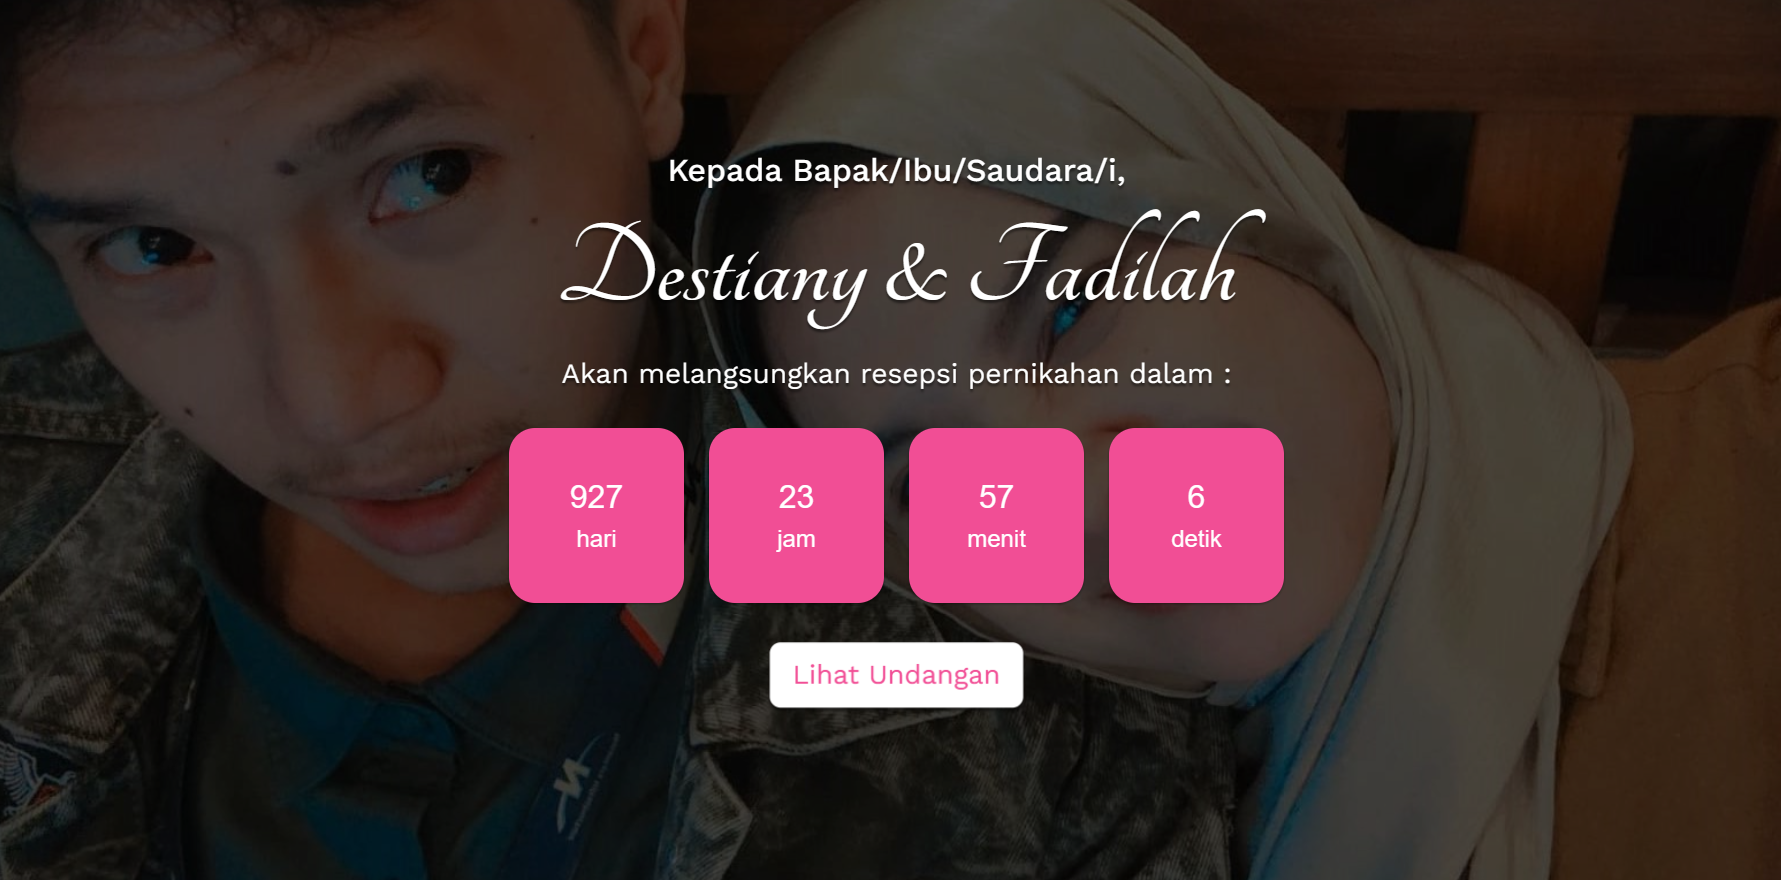 Kepada Bapak/Ibu/Saudara/i,
Destiany & Fadilah
Akan melangsungkan resepsi pernikahan dalam :
927 23 57 6
hari jam menit detik
Lihat Undangan